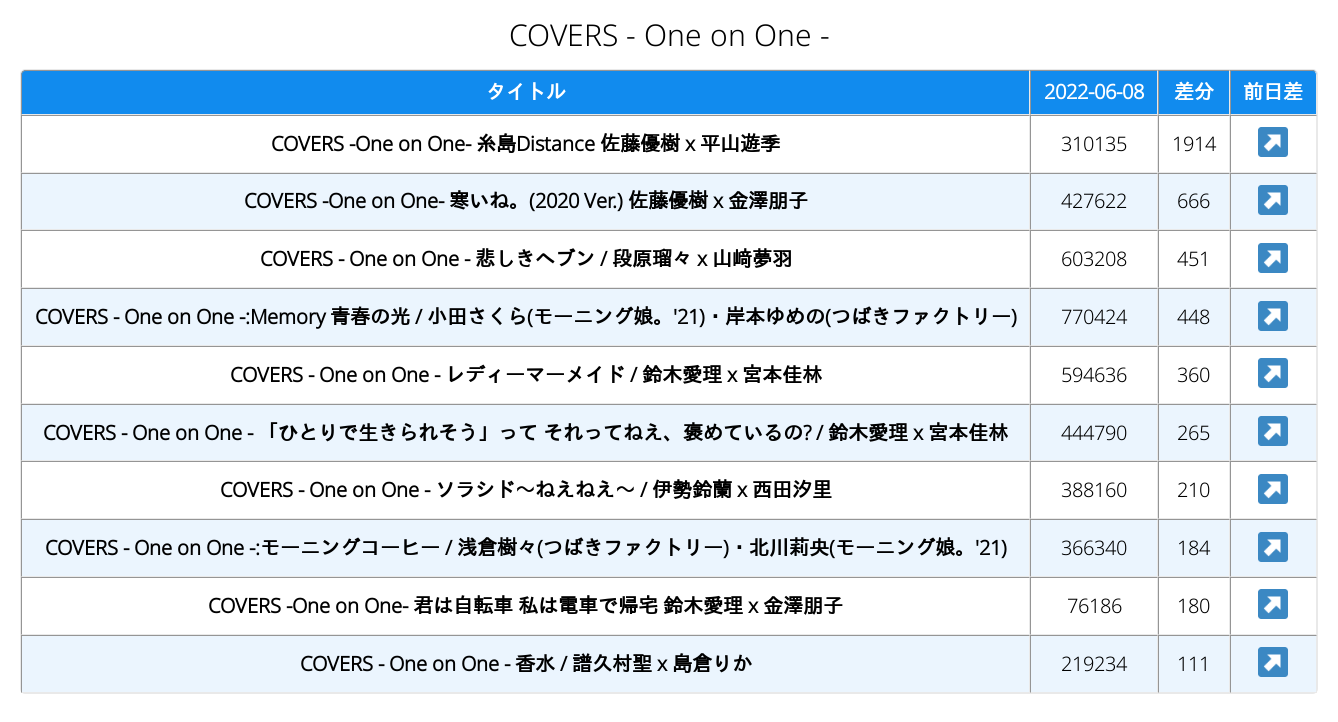 COVERS - One on One -
タイトル 2022-06-08 差分 前日差
COVERS -One on One- 糸島Distance 佐藤優樹 x 平山遊季 310135 1914
COVERS -One on One- 寒いね。(2020 Ver.) 佐藤優樹 x 金澤朋子 427622 666
COVERS - One on One - 悲しきヘブン / 段原瑠々 x 山﨑夢羽 603208 451
COVERS - One on One -:Memory 青春の光 / 小田さくら(モーニング娘。'21)・岸本ゆめの(つばきファクトリー) 770424 448
COVERS - One on One - レディーマーメイド / 鈴木愛理 x 宮本佳林 594636 360
COVERS - One on One - 「ひとりで生きられそう」って それってねえ、褒めているの? / 鈴木愛理 x 宮本佳林 444790 265
COVERS - One on One - ソラシド〜ねえねえ〜 / 伊勢鈴蘭 x 西田汐里 388160 210
COVERS - One on One -:モーニングコーヒー / 浅倉樹々(つばきファクトリー)・北川莉央(モーニング娘。'21) 366340 184
COVERS -One on One- 君は自転車 私は電車で帰宅 鈴木愛理 x 金澤朋子 76186 180
COVERS - One on One - 香水 / 譜久村聖 x 島倉りか 219234 111